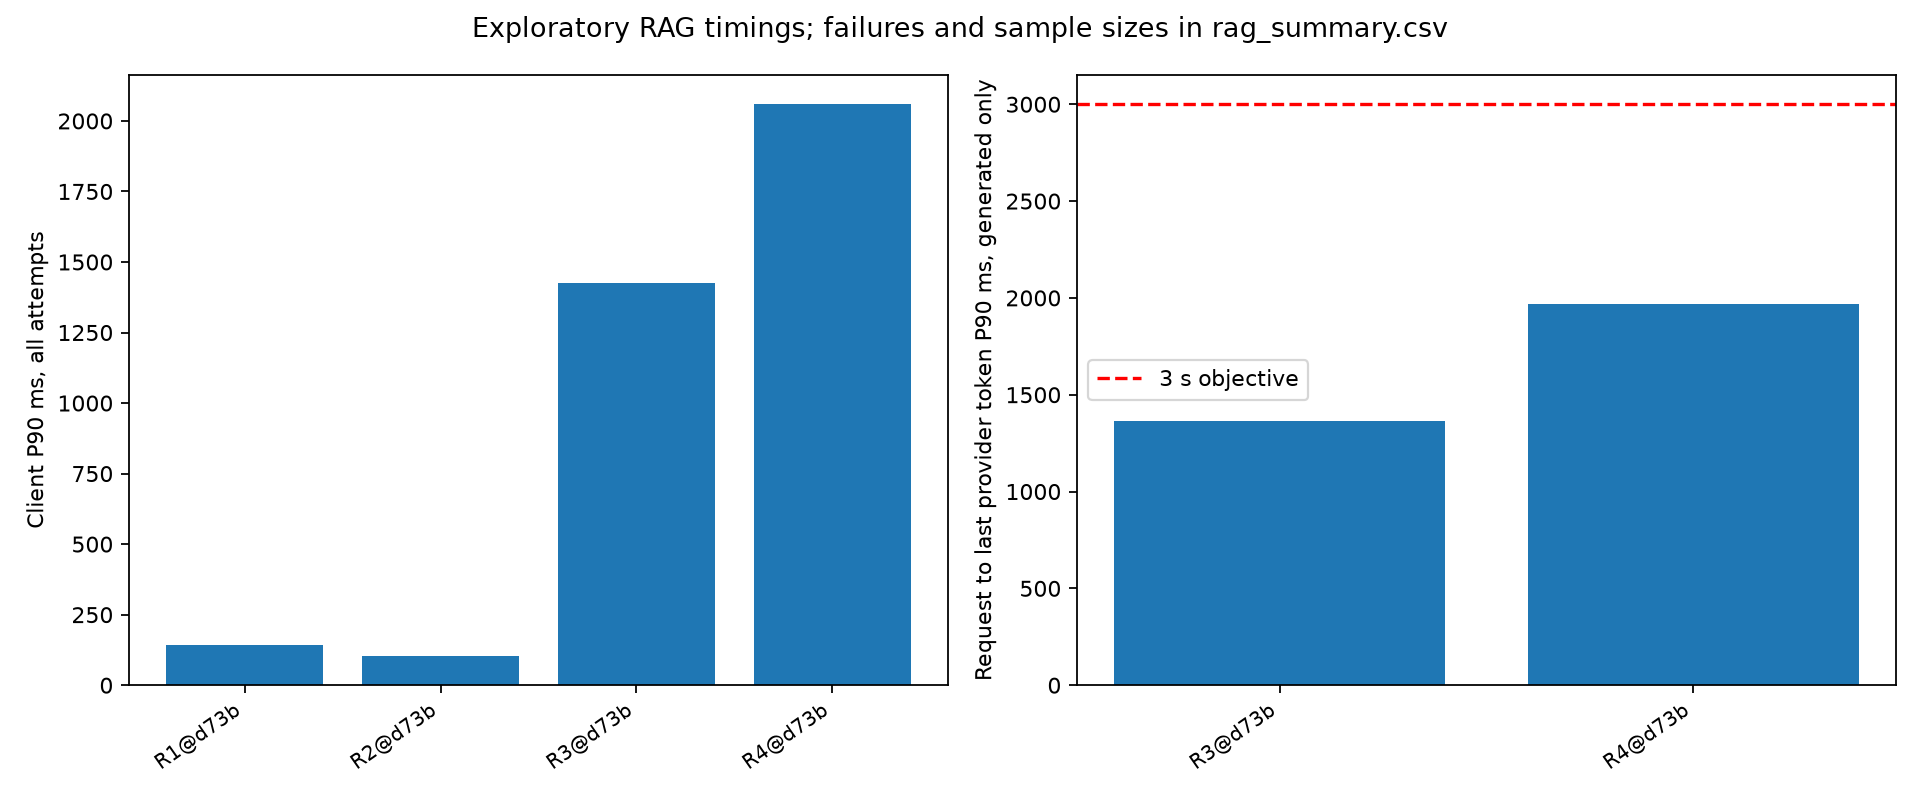 Exploratory RAG timings; failures and sample sizes in rag_summary.csv
Client P90 ms, all attempts
2000
1750
1500
1250
1000
750
500
250
0
R1@d73b
R2@d73b
R3@d73b
R4@d73b
Request to last provider token P90 ms, generated only
3000
2500
2000
1500
1000
500
0
3 s objective
R3@d73b
R4@d73b